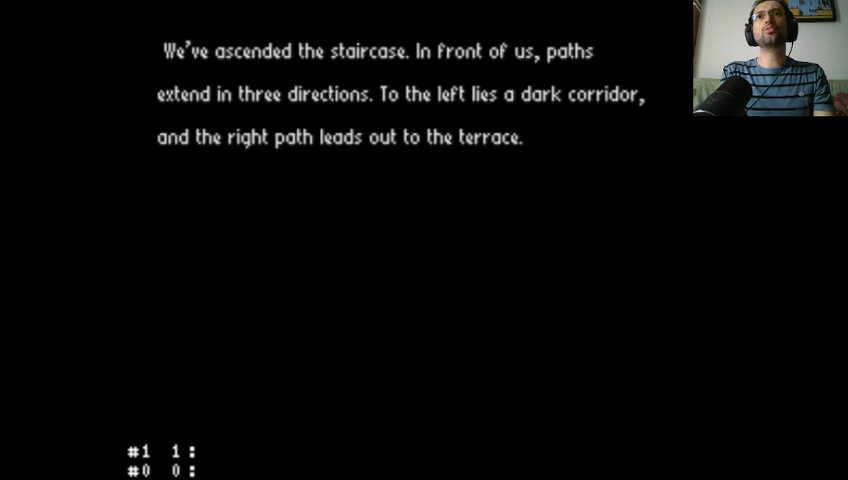 We've ascended the staircase. In front of us, paths
extend in three directions. To the left lies a dark corridor,
and the right path leads out to the terrace.
#1 1:
#0 0: